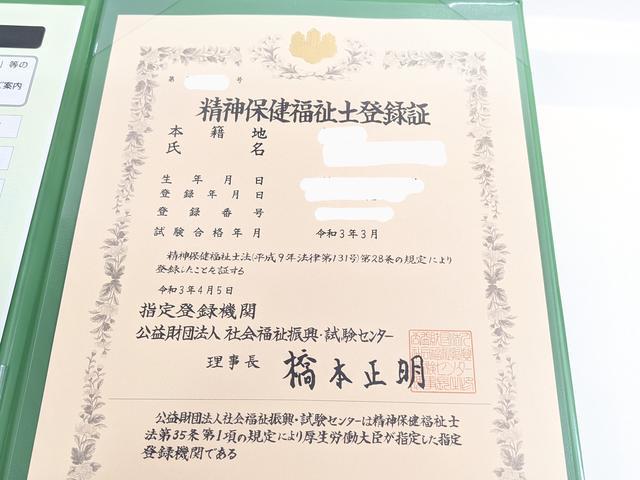 等の
ご案内
第 号
精神保健福祉士登録証
本籍地
氏名
生年月日
登録年月日
登録番号
試験合格年月 令和3年3月
精神保健福祉士法(平成9年法律第131号)第28条の規定により
登録したことを証する
令和3年4月5日
指定登録機関
公益財団法人 社会福祉振興・試験センター
理事長 橋本正明
公益財団法人社会福祉振興・試験センターは精神保健福祉士
法第35条第1項の規定により厚生労働大臣が指定した指定
登録機関である